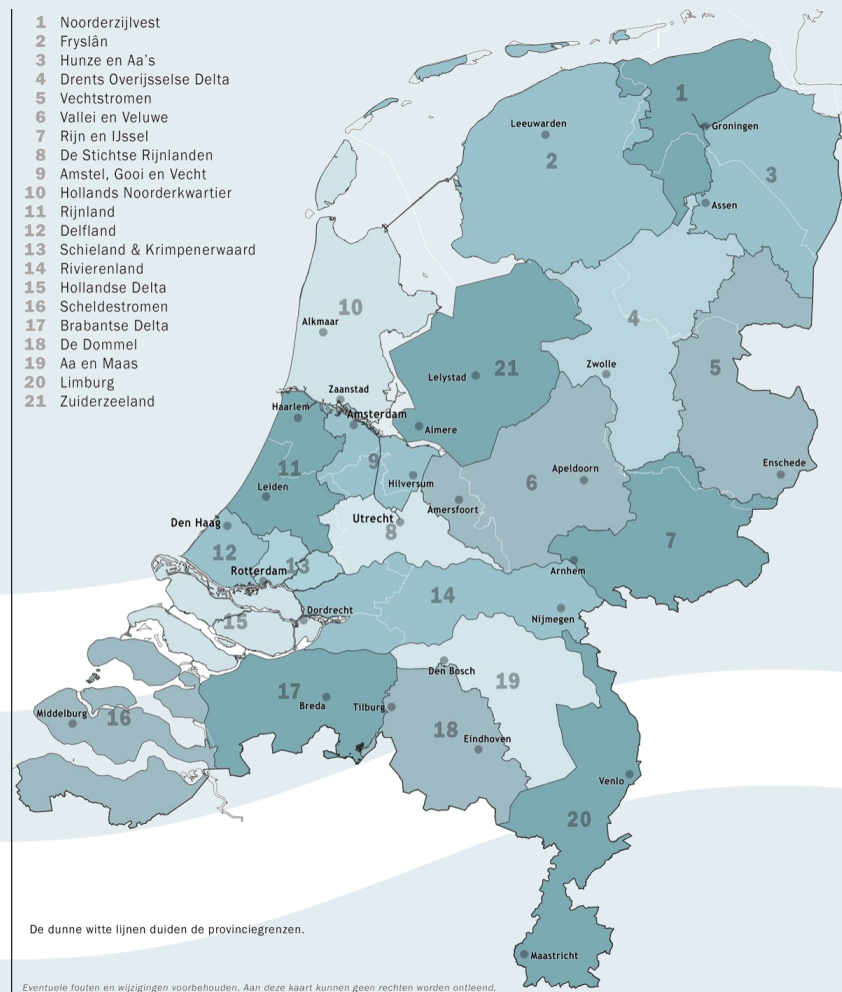 1 Noorderzijlvest
2 Fryslân
3 Hunze en Aa's
4 Drents Overijsselse Delta
5 Vechtstromen
6 Vallei en Veluwe
7 Rijn en IJssel
8 De Stichtse Rijnlanden
9 Amstel, Gooi en Vecht
10 Hollands Noorderkwartier
11 Rijnland
12 Delfland
13 Schieland & Krimpenerwaard
14 Rivierenland
15 Hollandse Delta
16 Scheldestromen
17 Brabantse Delta
18 De Dommel
19 Aa en Maas
20 Limburg
21 Zuiderzeeland
1
Groningen
Leeuwarden
2
3
Assen
10
Alkmaar
4
Zwolle
5
Lelystad
21
Zaanstad
Haarlem
Amsterdam
Almere
9
11
Hilversum
6
Apeldoorn
Enschede
Leiden
Amersfoort
Den Haag
Utrecht
8
7
12
13
Rotterdam
Arnhem
14
Dordrecht
Nijmegen
15
Den Bosch
19
17
Breda
Tilburg
Middelburg
16
18
Eindhoven
Venlo
20
De dunne witte lijnen duiden de provinciegrenzen.
Maastricht
Eventuele fouten en wijzigingen voorbehouden. Aan deze kaart kunnen geen rechten worden ontleend.